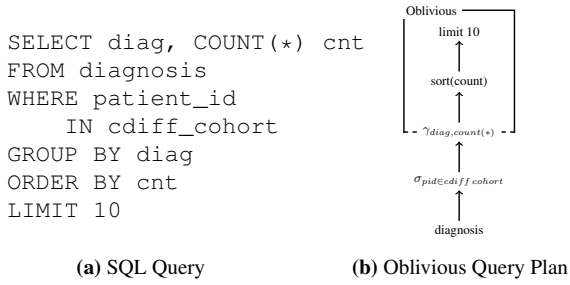 SELECT diag, COUNT(*) cnt
FROM diagnosis
WHERE patient_id
IN cdiff_cohort
GROUP BY diag
ORDER BY cnt
LIMIT 10
(a) SQL Query
Oblivious
limit 10
sort(count)
γdiag,count(*)
σpid∈cdiff cohort
diagnosis
(b) Oblivious Query Plan